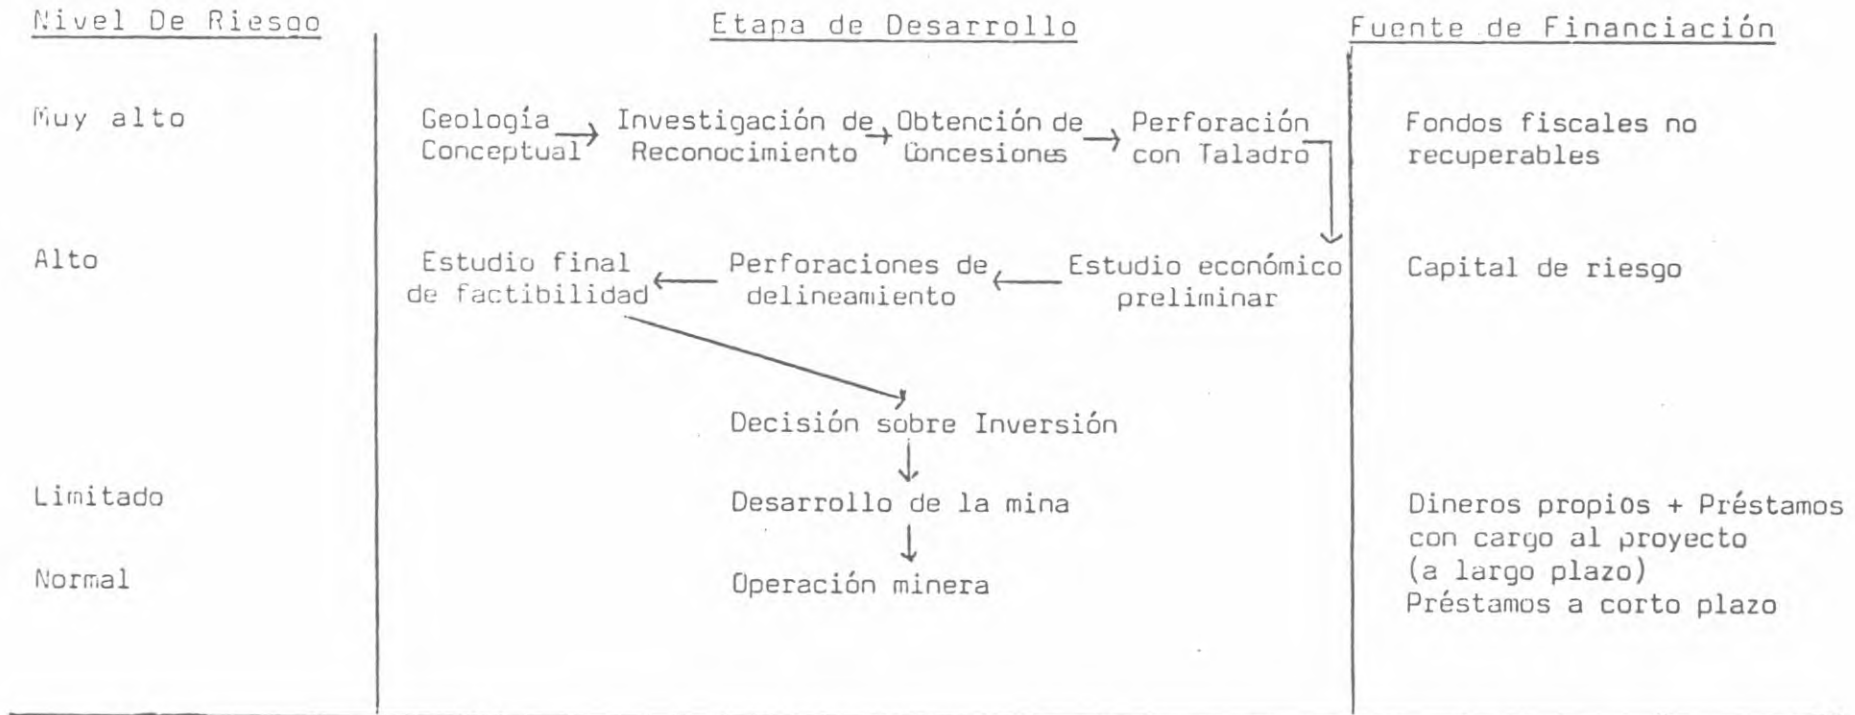 Nivel De Riesgo
Etapa de Desarrollo
Fuente de Financiación
Muy alto
Geología
Conceptual
Investigación de
Reconocimiento
Obtención de
Concesiones
Perforación
con Taladro
Fondos fiscales no
recuperables
Alto
Estudio final
de factibilidad
Perforaciones de
delineamiento
Estudio económico
preliminar
Capital de riesgo
Decisión sobre Inversión
Limitado
Desarrollo de la mina
Dineros propios + Préstamos
con cargo al proyecto
(a largo plazo)
Normal
Operación minera
Préstamos a corto plazo